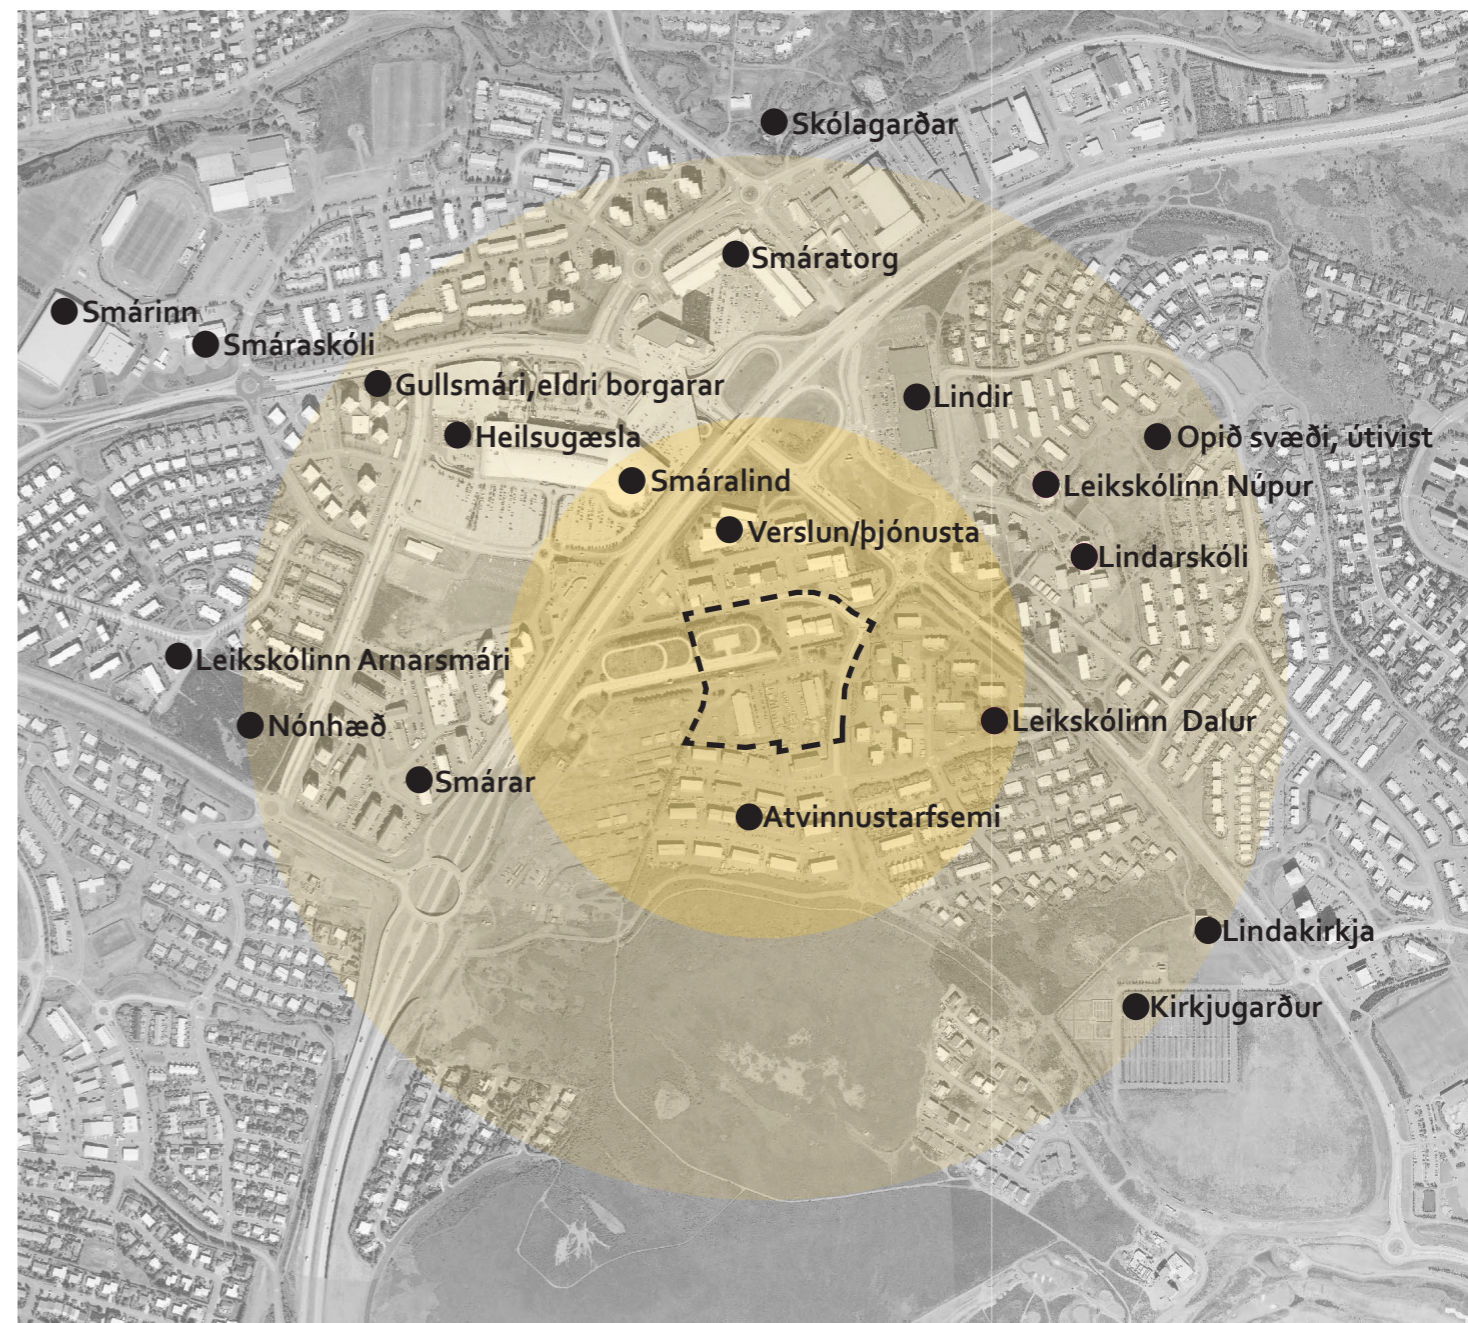 Skólagarðar
Smáratorg
Smárinn
Smáraskóli
Gullsmári,eldri borgarar
Lindir
Heilsugæsla
Opið svæði, útivist
Smáralind
Leikskólinn Núpur
Verslun/þjónusta
Lindarskóli
Leikskólinn Arnarsmári
Nónhæð
Leikskólinn Dalur
Smárar
Atvinnustarfsemi
Lindakirkja
Kirkjugarður